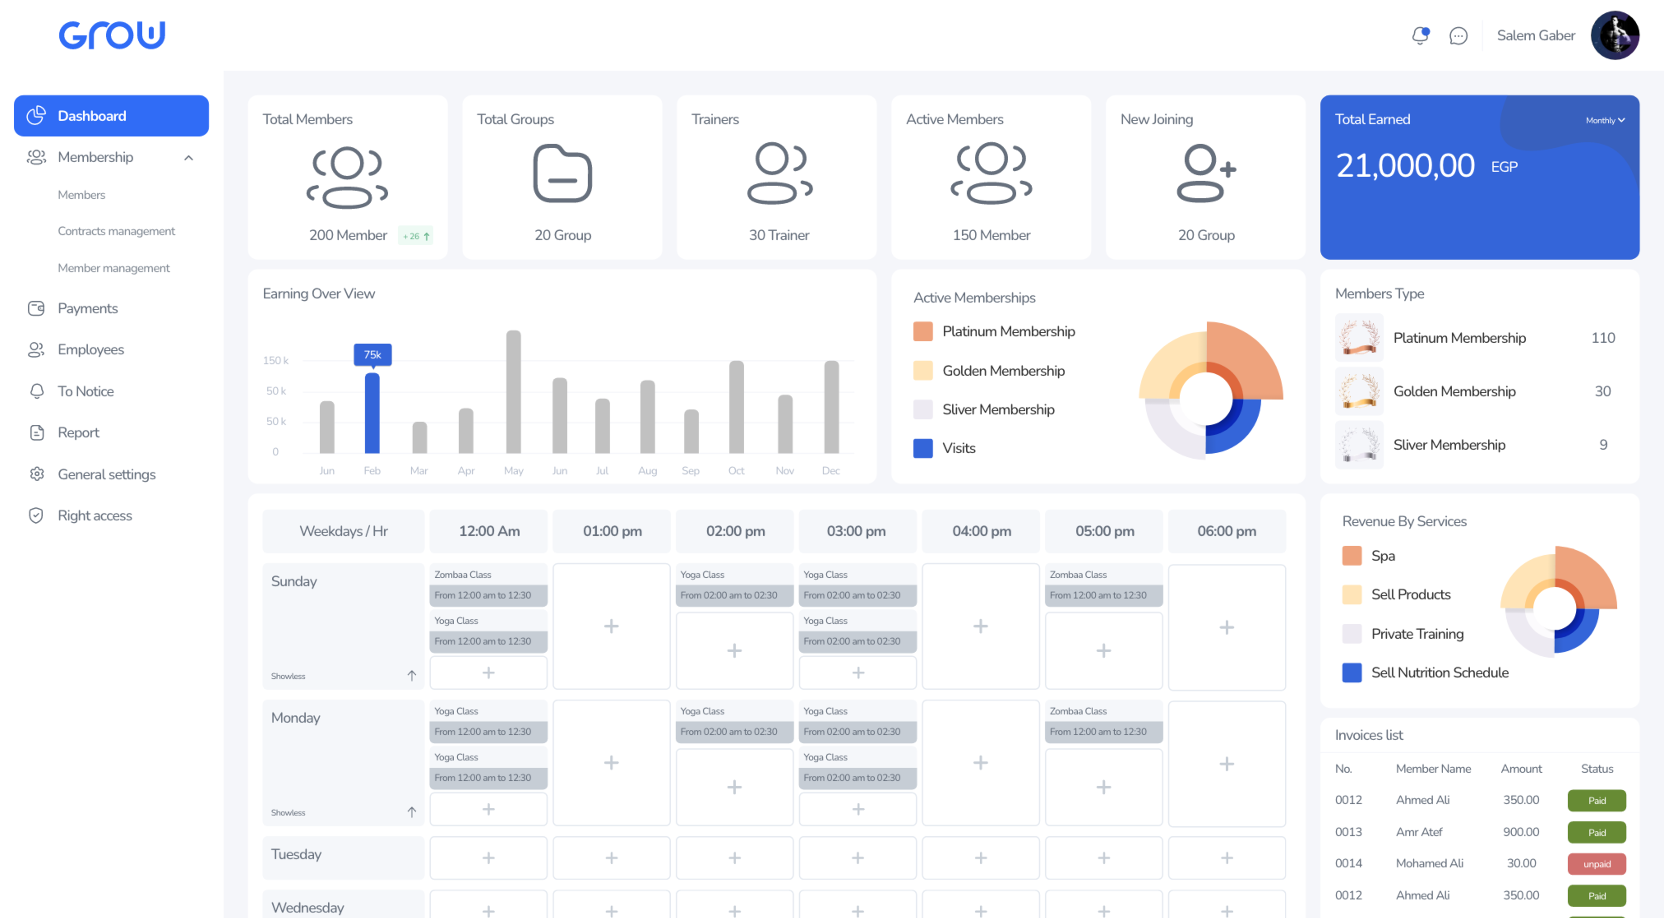 Grow
Salem Gaber
Dashboard
Membership
Members
Contracts management
Member management
Payments
Employees
To Notice
Report
General settings
Right access
Total Members
200 Member
+ 26
Total Groups
20 Group
Trainers
30 Trainer
Active Members
150 Member
New Joining
20 Group
Total Earned
Monthly
21,000,00 EGP
Earning Over View
150 k
50 k
50 k
0
75k
Jun Feb Mar Apr May Jun Jul Aug Sep Oct Nov Dec
Active Memberships
Platinum Membership
Golden Membership
Sliver Membership
Visits
Members Type
Platinum Membership 110
Golden Membership 30
Sliver Membership 9
Weekdays / Hr 12:00 Am 01:00 pm 02:00 pm 03:00 pm 04:00 pm 05:00 pm 06:00 pm
Sunday
Zombaa Class Yoga Class Yoga Class Zombaa Class
From 12:00 am to 12:30 From 02:00 am to 02:30 From 02:00 am to 02:30 From 12:00 am to 12:30
Yoga Class Yoga Class
From 12:00 am to 12:30 From 02:00 am to 02:30
Showless
Monday
Yoga Class Yoga Class Yoga Class Zombaa Class
From 12:00 am to 12:30 From 02:00 am to 02:30 From 02:00 am to 02:30 From 12:00 am to 12:30
Yoga Class Yoga Class
From 12:00 am to 12:30 From 02:00 am to 02:30
Showless
Tuesday
Wednesday
Revenue By Services
Spa
Sell Products
Private Training
Sell Nutrition Schedule
Invoices list
No. Member Name Amount Status
0012 Ahmed Ali 350.00 Paid
0013 Amr Atef 900.00 Paid
0014 Mohamed Ali 30.00 unpaid
0012 Ahmed Ali 350.00 Paid